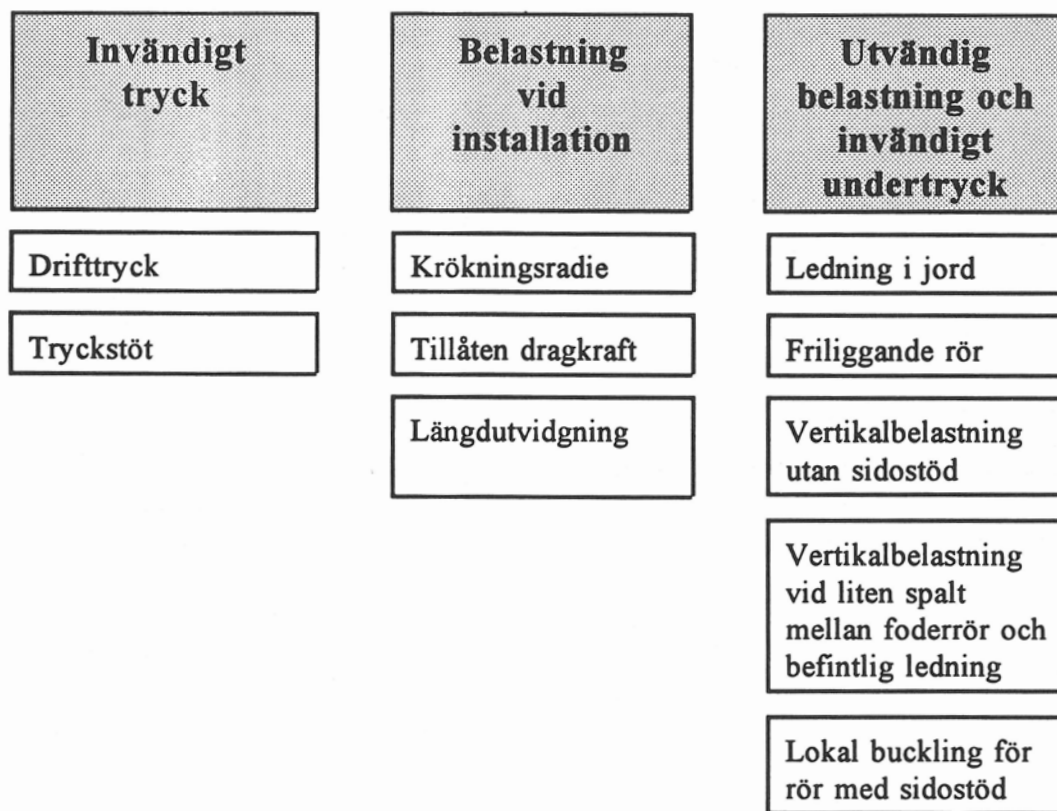 Invändigt
tryck
Drifttryck
Tryckstöt
Belastning
vid
installation
Krökningsradie
Tillåten dragkraft
Längdutvidgning
Utvändig
belastning och
invändigt
undertryck
Ledning i jord
Friliggande rör
Vertikalbelastning
utan sidostöd
Vertikalbelastning
vid liten spalt
mellan foderrör och
befintlig ledning
Lokal buckling för
rör med sidostöd